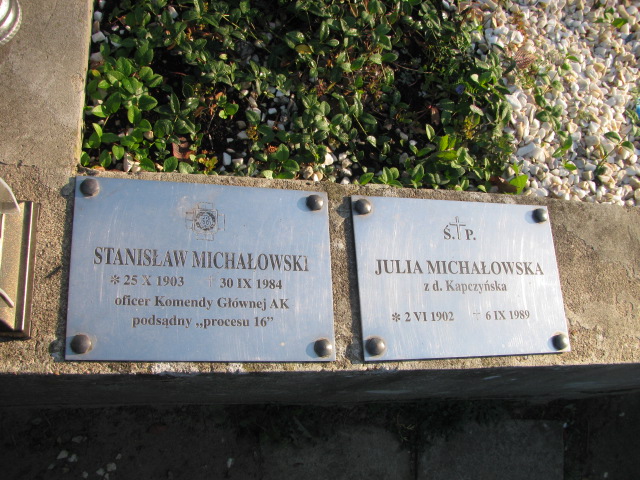 STANISŁAW MICHAŁOWSKI
* 25 X 1903 † 30 IX 1984
oficer Komendy Głównej AK
podsądny „procesu 16”
Ś.†P.
JULIA MICHAŁOWSKA
z d. Kapczyńska
* 2 VI 1902 † 6 IX 1989